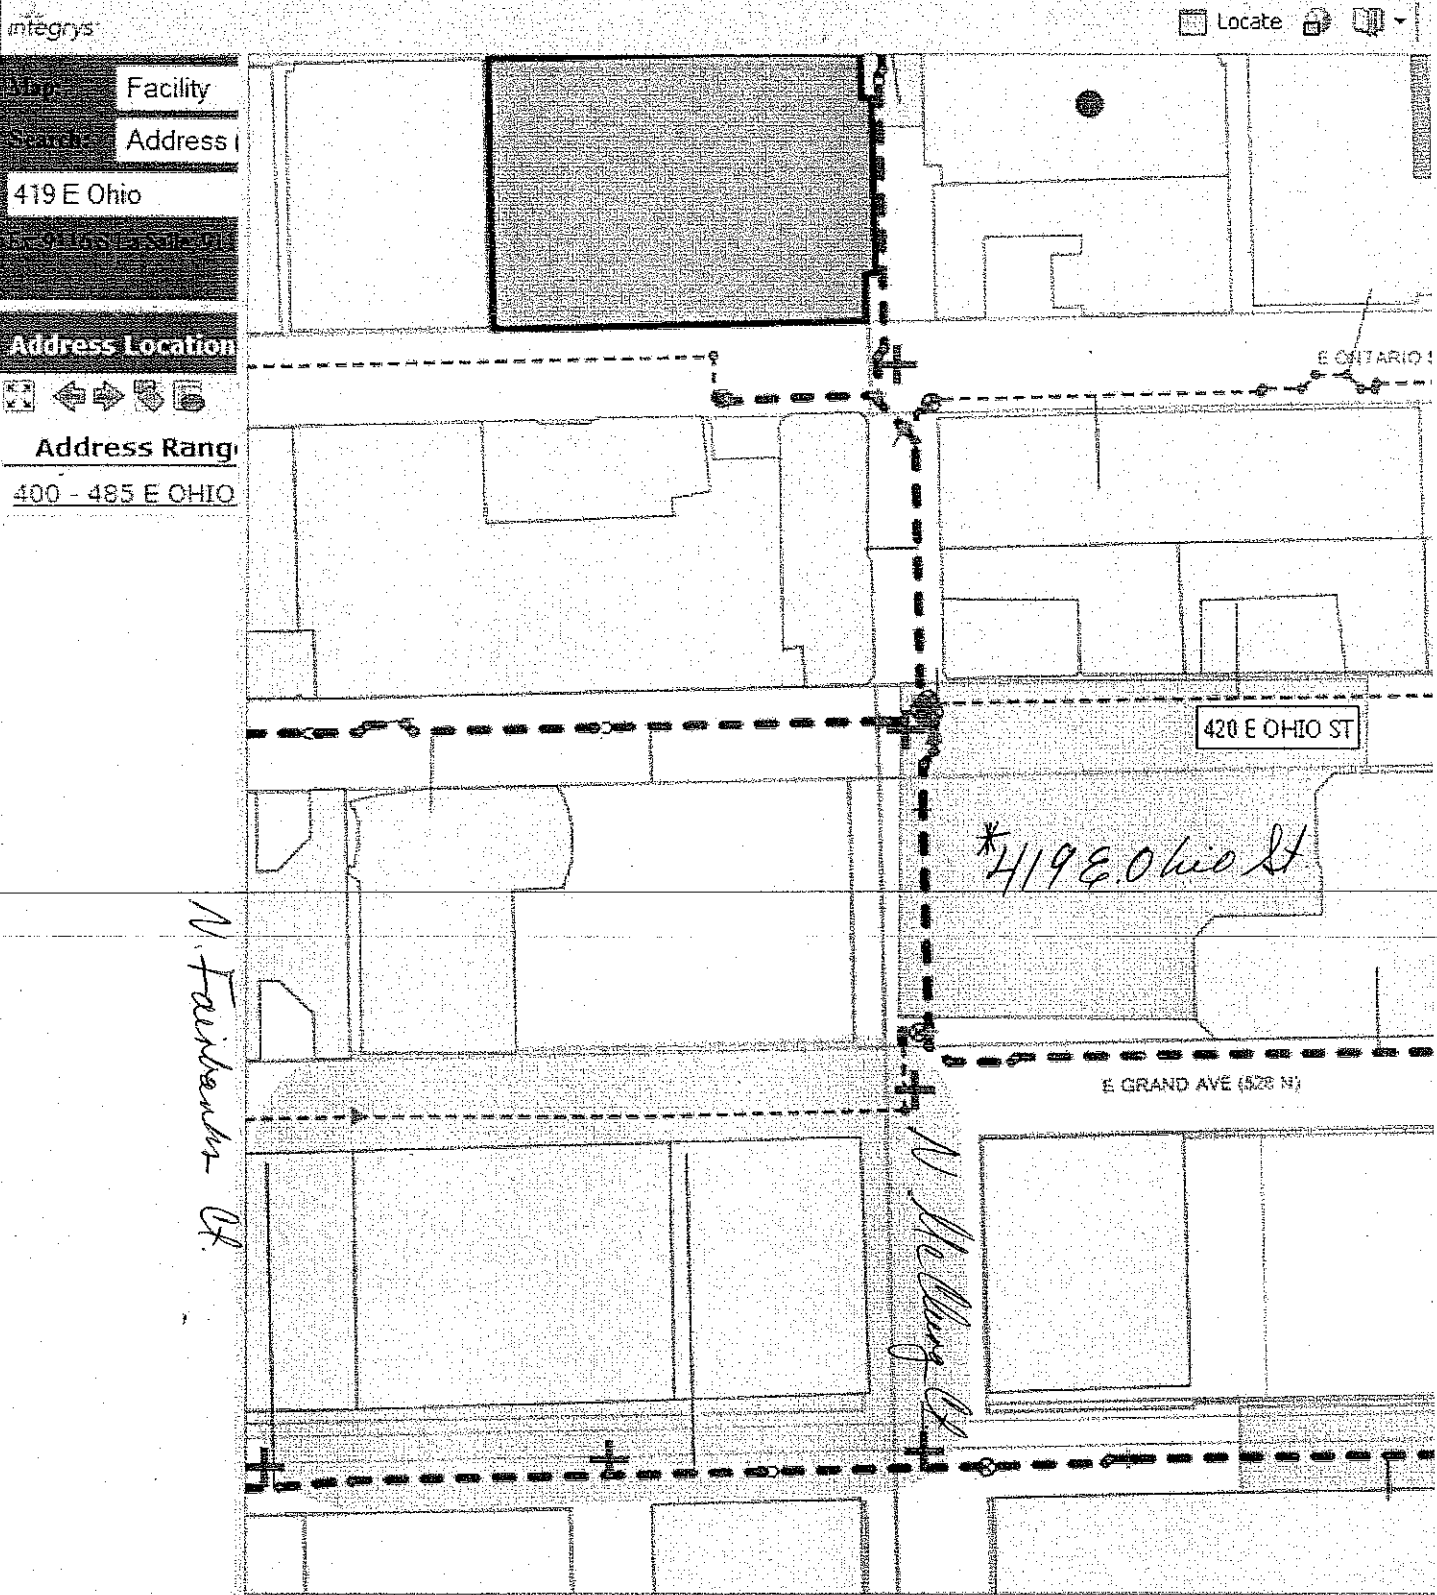 integrys
Locate
Map:
Facility
Search:
Address
419 E Ohio
Address Location
Address Rang
400 - 485 E OHIO
E ONTARIO S
420 E OHIO ST
*419 E. Ohio St
N. Fairbanks Ct.
E GRAND AVE (528 N)
N. McClurg Ct